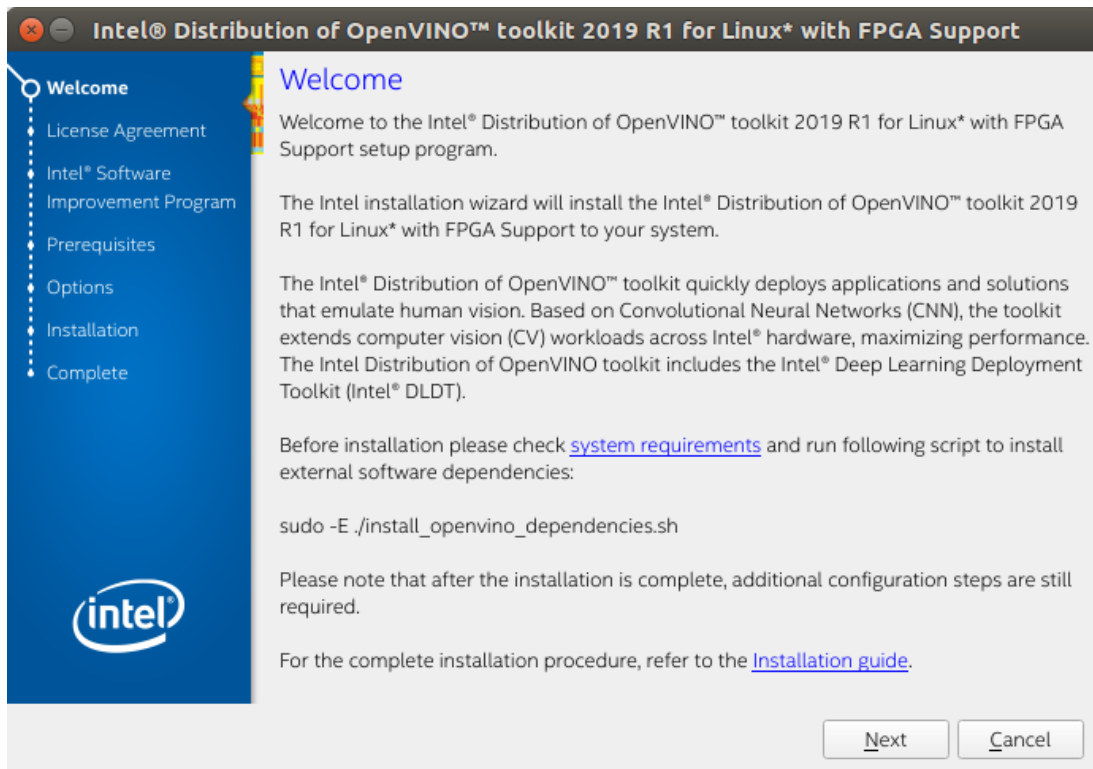 Intel® Distribution of OpenVINO™ toolkit 2019 R1 for Linux* with FPGA Support
Welcome
License Agreement
Intel® Software
Improvement Program
Prerequisites
Options
Installation
Complete
intel®
Welcome
Welcome to the Intel® Distribution of OpenVINO™ toolkit 2019 R1 for Linux* with FPGA
Support setup program.
The Intel installation wizard will install the Intel® Distribution of OpenVINO™ toolkit 2019
R1 for Linux* with FPGA Support to your system.
The Intel® Distribution of OpenVINO™ toolkit quickly deploys applications and solutions
that emulate human vision. Based on Convolutional Neural Networks (CNN), the toolkit
extends computer vision (CV) workloads across Intel® hardware, maximizing performance.
The Intel Distribution of OpenVINO toolkit includes the Intel® Deep Learning Deployment
Toolkit (Intel® DLDT).
Before installation please check system requirements and run following script to install
external software dependencies:
sudo -E ./install_openvino_dependencies.sh
Please note that after the installation is complete, additional configuration steps are still
required.
For the complete installation procedure, refer to the Installation guide.
Next
Cancel